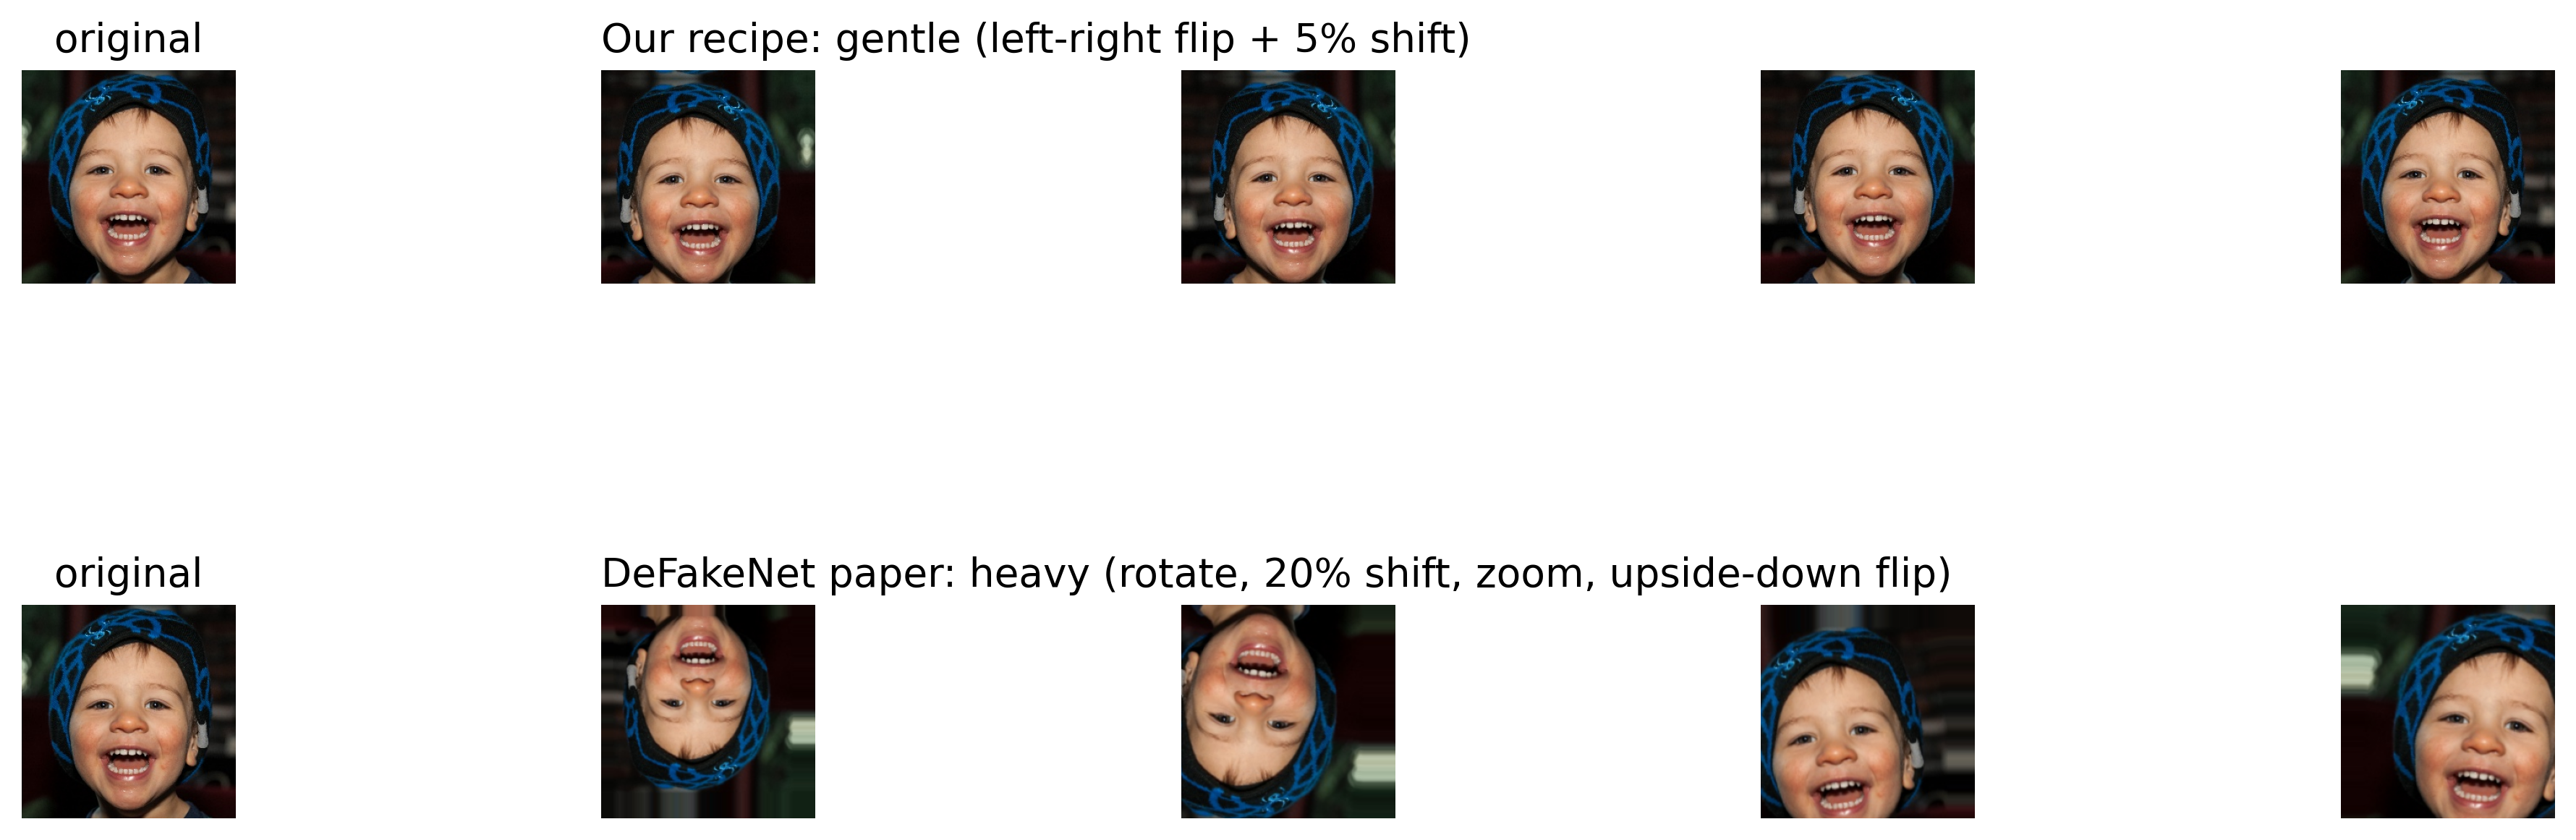 original
Our recipe: gentle (left-right flip + 5% shift)
original
DeFakeNet paper: heavy (rotate, 20% shift, zoom, upside-down flip)